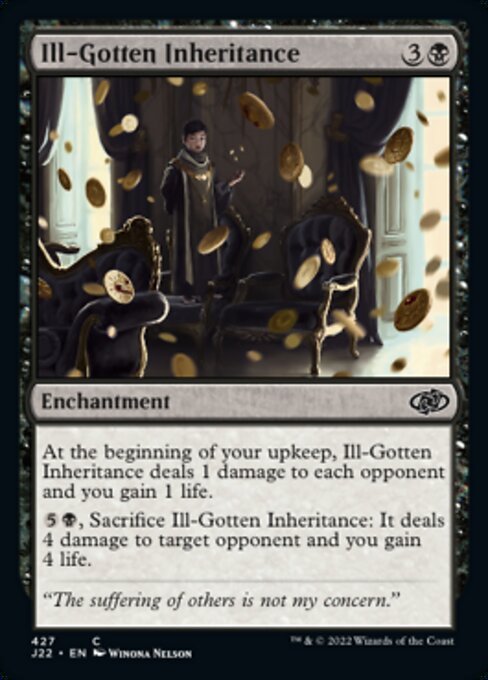 Ill-Gotten Inheritance 3
Enchantment
At the beginning of your upkeep, Ill-Gotten
Inheritance deals 1 damage to each opponent
and you gain 1 life.
5, Sacrifice Ill-Gotten Inheritance: It deals
4 damage to target opponent and you gain
4 life.
“The suffering of others is not my concern.”
427 C
J22 • EN Winona Nelson
™ & © 2022 Wizards of the Coast